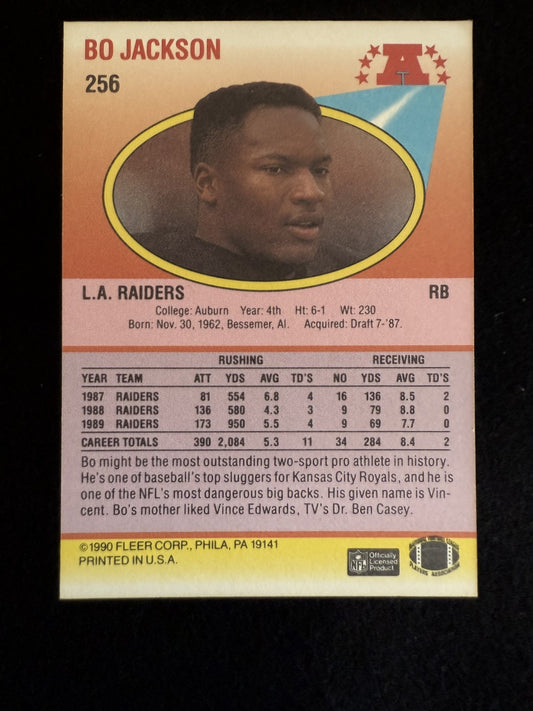 BO JACKSON
256
A
T
L.A. RAIDERS RB
College: Auburn Year: 4th Ht: 6-1 Wt: 230
Born: Nov. 30, 1962, Bessemer, Al. Acquired: Draft 7-'87.
RUSHING RECEIVING
YEAR TEAM ATT YDS AVG TD'S NO YDS AVG TD'S
1987 RAIDERS 81 554 6.8 4 16 136 8.5 2
1988 RAIDERS 136 580 4.3 3 9 79 8.8 0
1989 RAIDERS 173 950 5.5 4 9 69 7.7 0
CAREER TOTALS 390 2,084 5.3 11 34 284 8.4 2
Bo might be the most outstanding two-sport pro athlete in history.
He's one of baseball's top sluggers for Kansas City Royals, and he is
one of the NFL's most dangerous big backs. His given name is Vin-
cent. Bo's mother liked Vince Edwards, TV's Dr. Ben Casey.
©1990 FLEER CORP., PHILA, PA 19141
PRINTED IN U.S.A.
NFL
Officially
Licensed
Product
PLAYERS ASSOCIATION